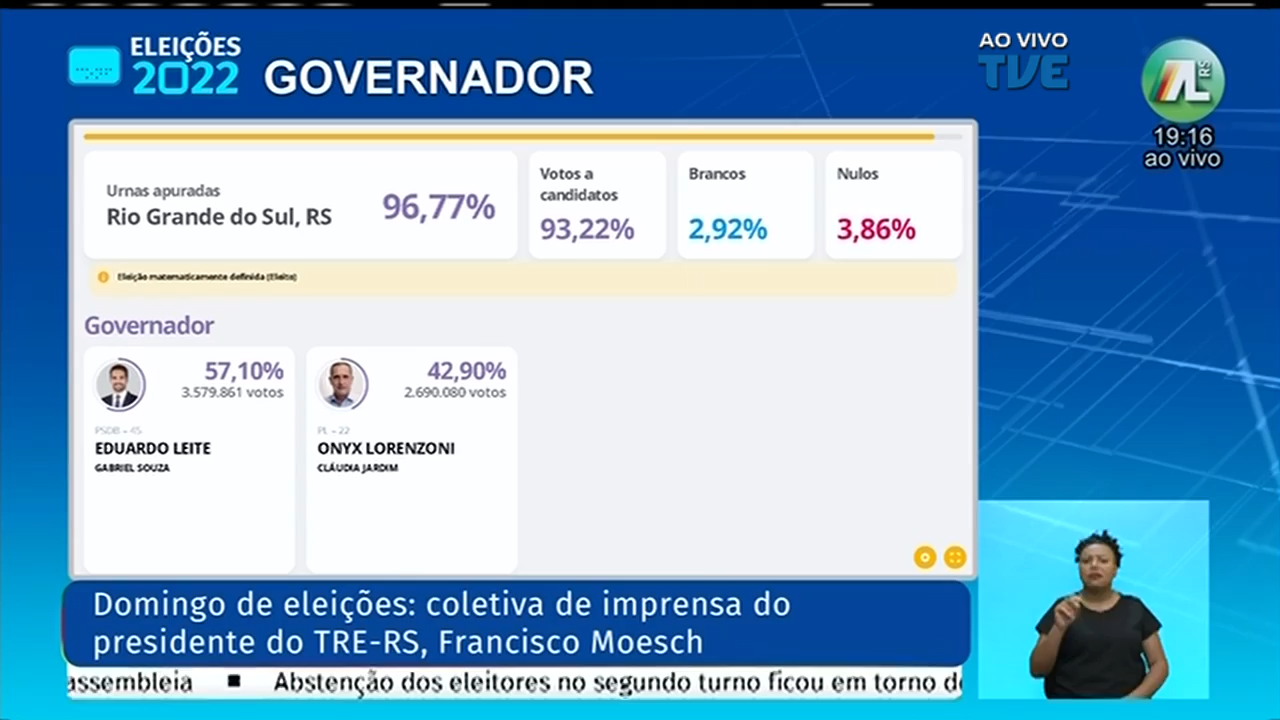 ELEIÇÕES
2022
GOVERNADOR
AO VIVO
TVE
AL RS
19:16
ao vivo
Urnas apuradas
Rio Grande do Sul, RS
96,77%
Votos a
candidatos
93,22%
Brancos
2,92%
Nulos
3,86%
Eleição matematicamente definida (Eleito)
Governador
57,10%
3.579.861 votos
PSDB - 45
EDUARDO LEITE
GABRIEL SOUZA
42,90%
2.690.080 votos
PL - 22
ONYX LORENZONI
CLÁUDIA JARDIM
Domingo de eleições: coletiva de imprensa do
presidente do TRE-RS, Francisco Moesch
assembleia ■ Abstenção dos eleitores no segundo turno ficou em torno de